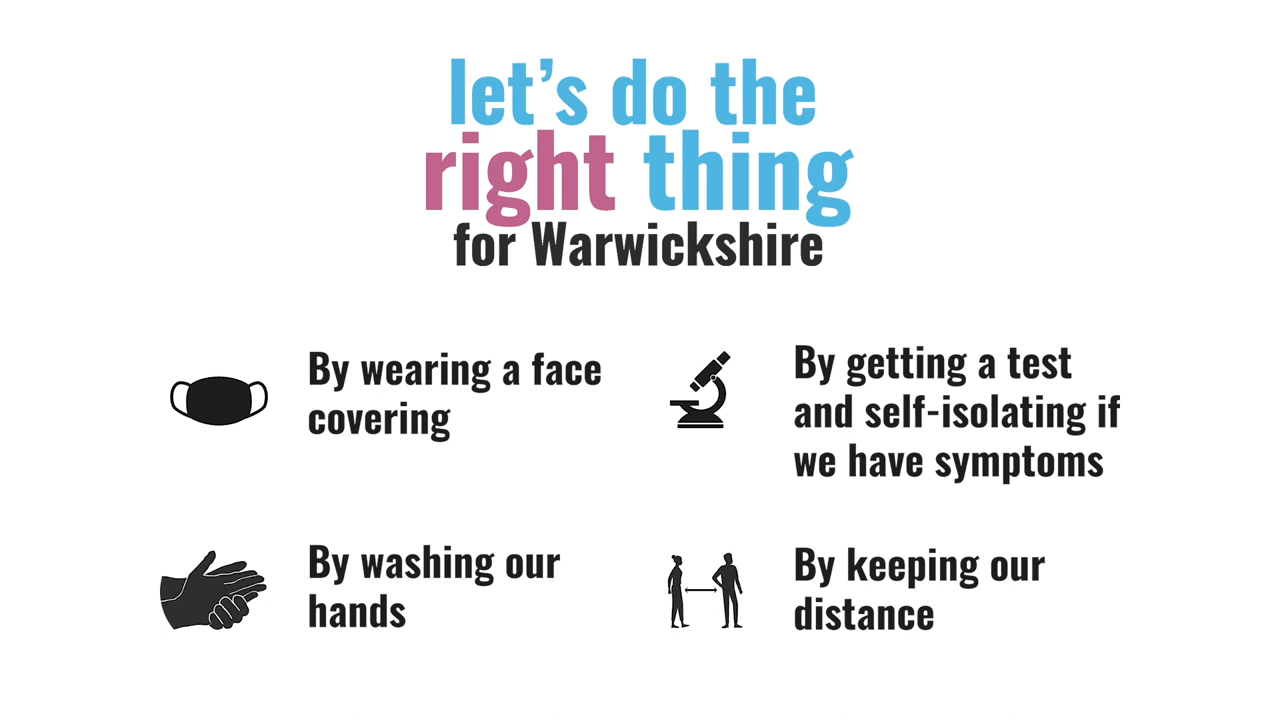 let's do the
right thing
for Warwickshire
By wearing a face
covering
By getting a test
and self-isolating if
we have symptoms
By washing our
hands
By keeping our
distance